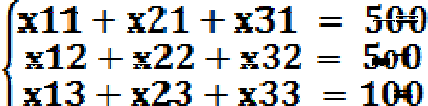 x11 + x21 + x31 = 500
x12 + x22 + x32 = 500
x13 + x23 + x33 = 100